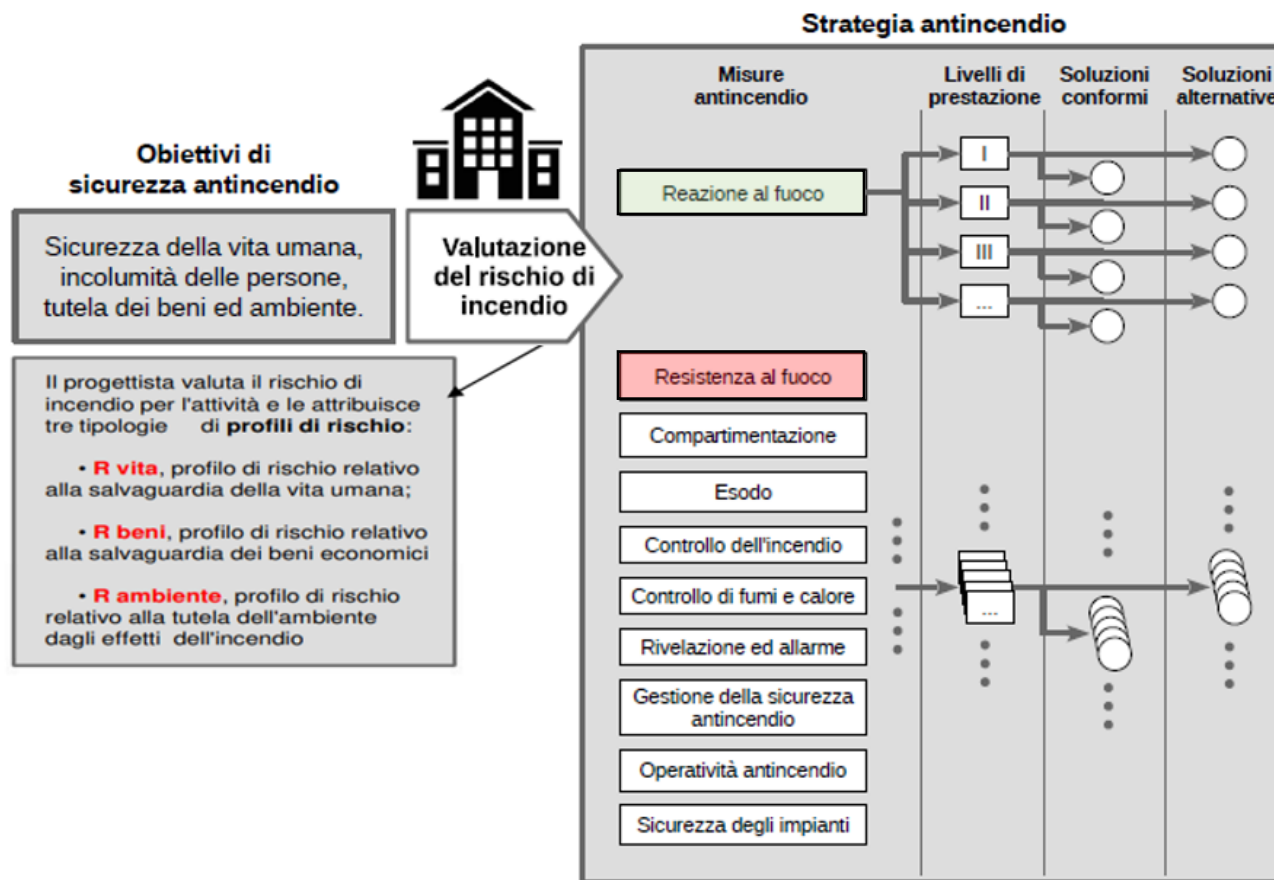 Strategia antincendio
Misure
antincendio
Livelli di
prestazione
Soluzioni
conformi
Soluzioni
alternative
Obiettivi di
sicurezza antincendio
Sicurezza della vita umana,
incolumità delle persone,
tutela dei beni ed ambiente.
Valutazione
del rischio di
incendio
Il progettista valuta il rischio di
incendio per l'attività e le attribuisce
tre tipologie di profili di rischio:
• R vita, profilo di rischio relativo
alla salvaguardia della vita umana;
• R beni, profilo di rischio relativo
alla salvaguardia dei beni economici
• R ambiente, profilo di rischio
relativo alla tutela dell'ambiente
dagli effetti dell'incendio
Reazione al fuoco
I
II
III
...
Resistenza al fuoco
Compartimentazione
Esodo
Controllo dell'incendio
Controllo di fumi e calore
...
Rivelazione ed allarme
Gestione della sicurezza
antincendio
Operatività antincendio
Sicurezza degli impianti